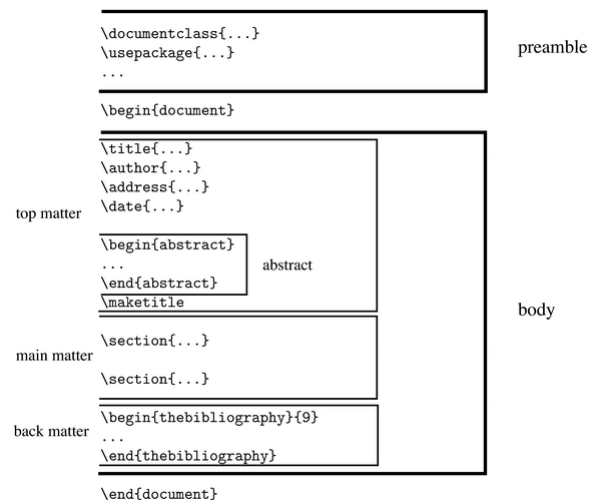 \documentclass{...}
\usepackage{...}
...
preamble
\begin{document}
\title{...}
\author{...}
\address{...}
\date{...}
top matter
\begin{abstract}
...
\end{abstract}
abstract
\maketitle
body
\section{...}
main matter
\section{...}
\begin{thebibliography}{9}
back matter
...
\end{thebibliography}
\end{document}